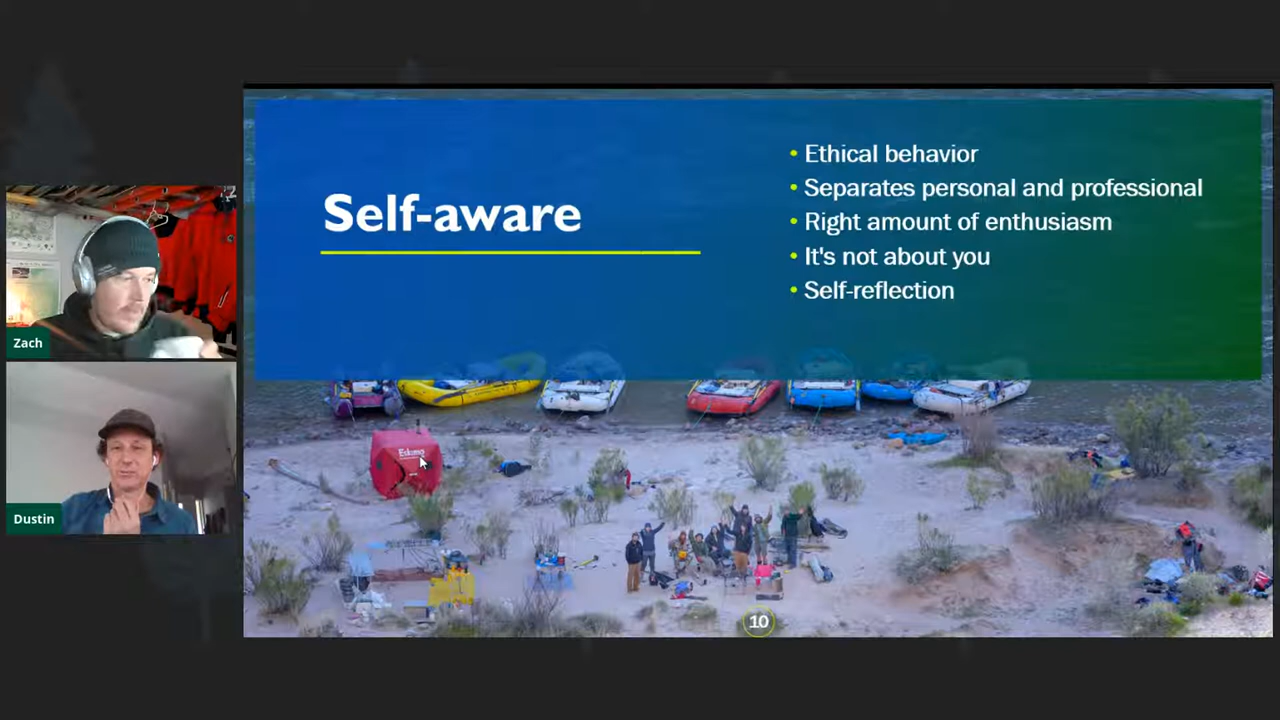 Self-aware
• Ethical behavior
• Separates personal and professional
• Right amount of enthusiasm
• It's not about you
• Self-reflection
Zach
Dustin
Eskimo
10